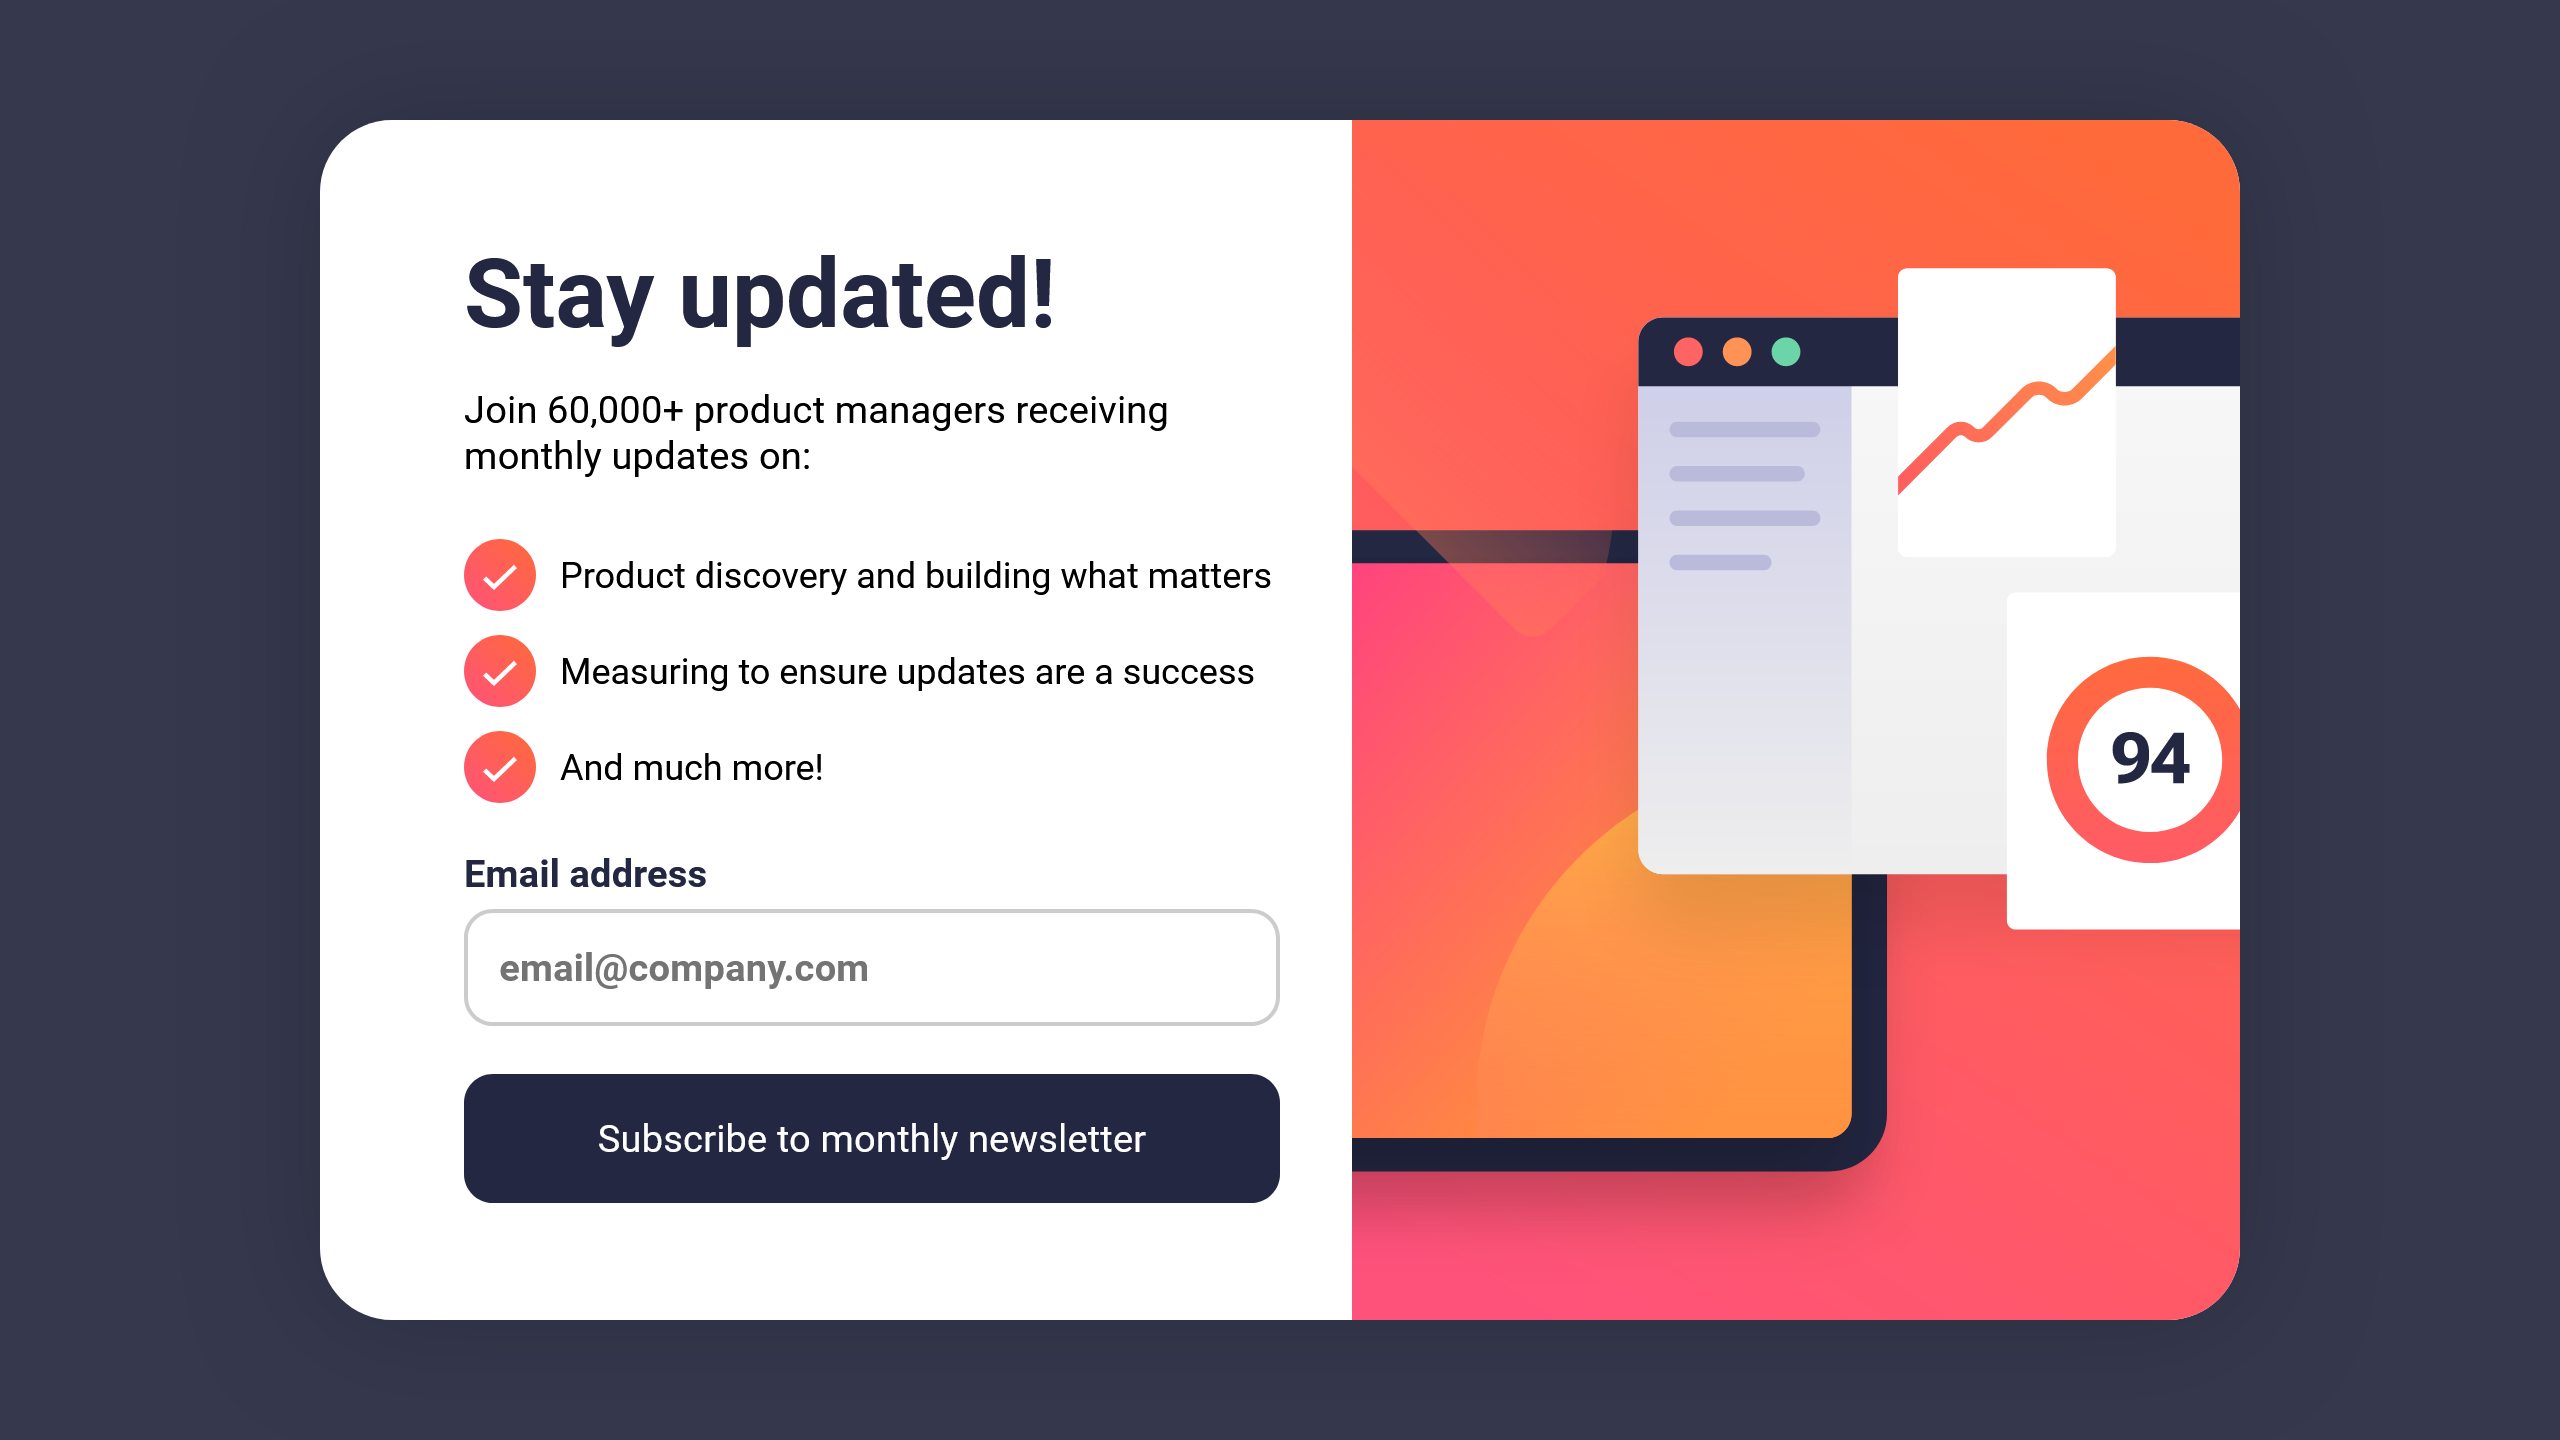 Stay updated!
Join 60,000+ product managers receiving
monthly updates on:
Product discovery and building what matters
Measuring to ensure updates are a success
And much more!
Email address
email@company.com
Subscribe to monthly newsletter
94